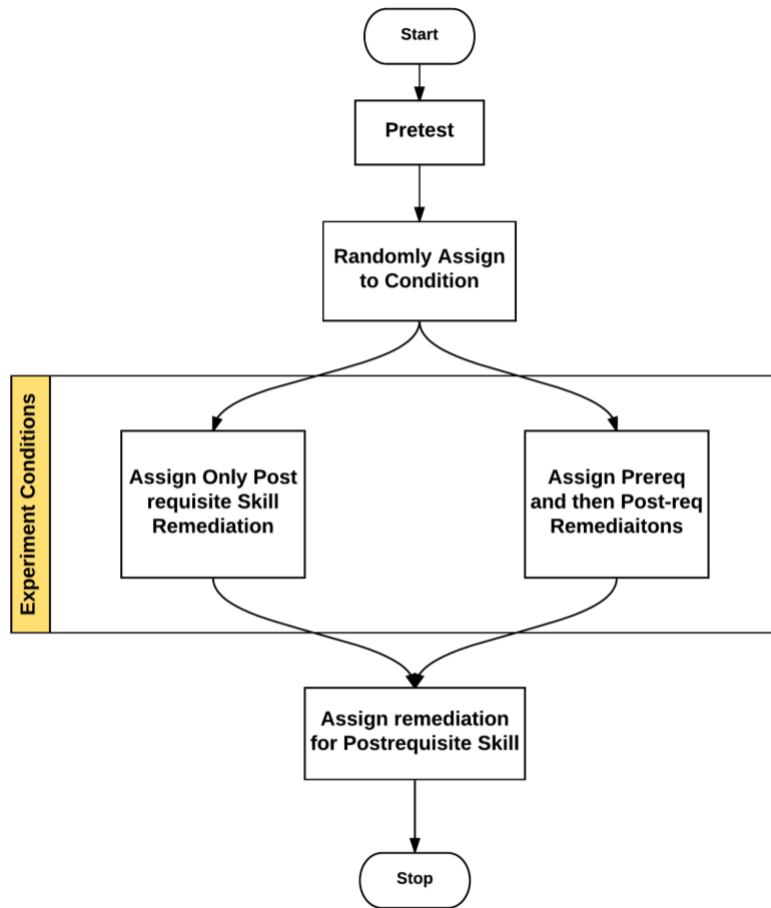 Start
Pretest
Randomly Assign
to Condition
Experiment Conditions
Assign Only Post
requisite Skill
Remediation
Assign Prereq
and then Post-req
Remediaitons
Assign remediation
for Postrequisite Skill
Stop